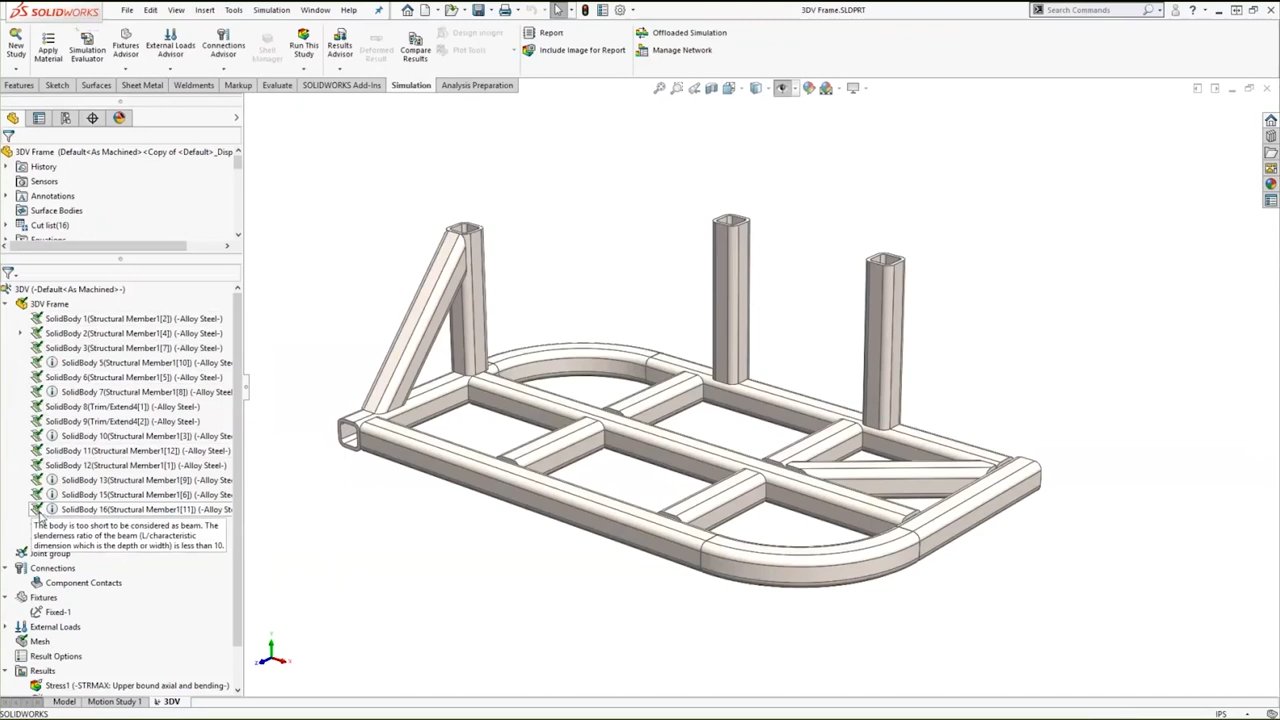 SOLIDWORKS File Edit View Insert Tools Simulation Window Help 3DV Frame.SLDPRT Search Commands
New Study
Apply Material
Simulation Evaluator
Fixtures Advisor
External Loads Advisor
Connections Advisor
Shell Manager
Run This Study
Results Advisor
Deformed Result
Compare Results
Design Insight
Plot Tools
Report
Include Image for Report
Offloaded Simulation
Manage Network
Features Sketch Surfaces Sheet Metal Weldments Markup Evaluate SOLIDWORKS Add-Ins Simulation Analysis Preparation
3DV Frame (Default<As Machined><Copy of <Default>_Disp
History
Sensors
Annotations
Surface Bodies
Cut list(16)
Equations
3DV (-Default<As Machined>-)
3DV Frame
SolidBody 1(Structural Member1[2]) (-Alloy Steel-)
SolidBody 2(Structural Member1[4]) (-Alloy Steel-)
SolidBody 3(Structural Member1[7]) (-Alloy Steel-)
SolidBody 5(Structural Member1[10]) (-Alloy Ste
SolidBody 6(Structural Member1[5]) (-Alloy Steel-)
SolidBody 7(Structural Member1[8]) (-Alloy Stee
SolidBody 8(Trim/Extend4[1]) (-Alloy Steel-)
SolidBody 9(Trim/Extend4[2]) (-Alloy Steel-)
SolidBody 10(Structural Member1[3]) (-Alloy Ste
SolidBody 11(Structural Member1[12]) (-Alloy Steel-)
SolidBody 12(Structural Member1[1]) (-Alloy Steel-)
SolidBody 13(Structural Member1[9]) (-Alloy Ste
SolidBody 15(Structural Member1[6]) (-Alloy Ste
SolidBody 16(Structural Member1[11]) (-Alloy Ste
The body is too short to be considered as beam. The
slenderness ratio of the beam (L/characteristic
dimension which is the depth or width) is less than 10.
Joint group
Connections
Component Contacts
Fixtures
Fixed-1
External Loads
Mesh
Result Options
Results
Stress1 (-STRMAX: Upper bound axial and bending-)
Model Motion Study 1 3DV
SOLIDWORKS IPS